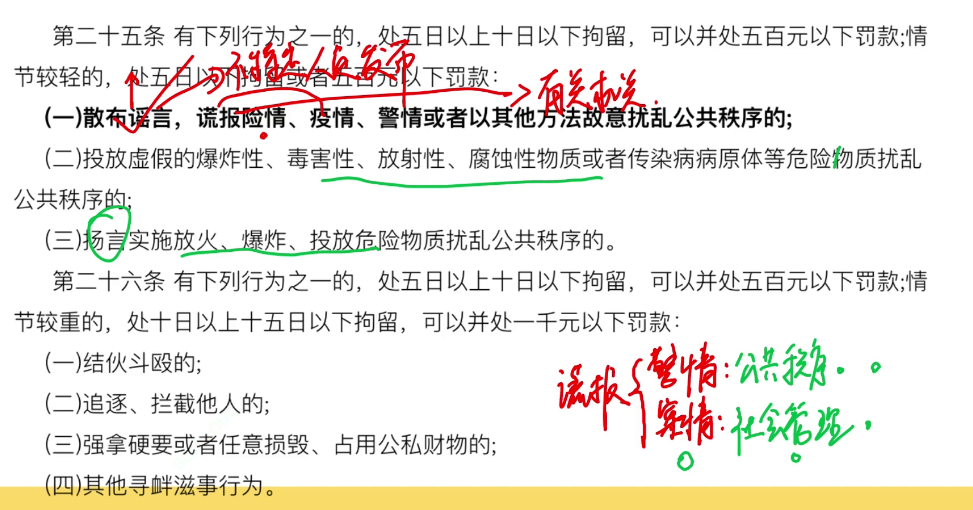 第二十五条 有下列行为之一的，处五日以上十日以下拘留，可以并处五百元以下罚款;情
节较轻的，处五日以下拘留或者五百元以下罚款：
有关机关.
(一)散布谣言，谎报险情、疫情、警情或者以其他方法故意扰乱公共秩序的;
(二)投放虚假的爆炸性、毒害性、放射性、腐蚀性物质或者传染病病原体等危险物质扰乱
公共秩序的;
(三)扬言实施放火、爆炸、投放危险物质扰乱公共秩序的。
第二十六条 有下列行为之一的，处五日以上十日以下拘留，可以并处五百元以下罚款;情
节较重的，处十日以上十五日以下拘留，可以并处一千元以下罚款：
(一)结伙斗殴的;
(二)追逐、拦截他人的;
(三)强拿硬要或者任意损毁、占用公私财物的;
(四)其他寻衅滋事行为。
谎报
警情：公共秩序.
案情：社会管理.